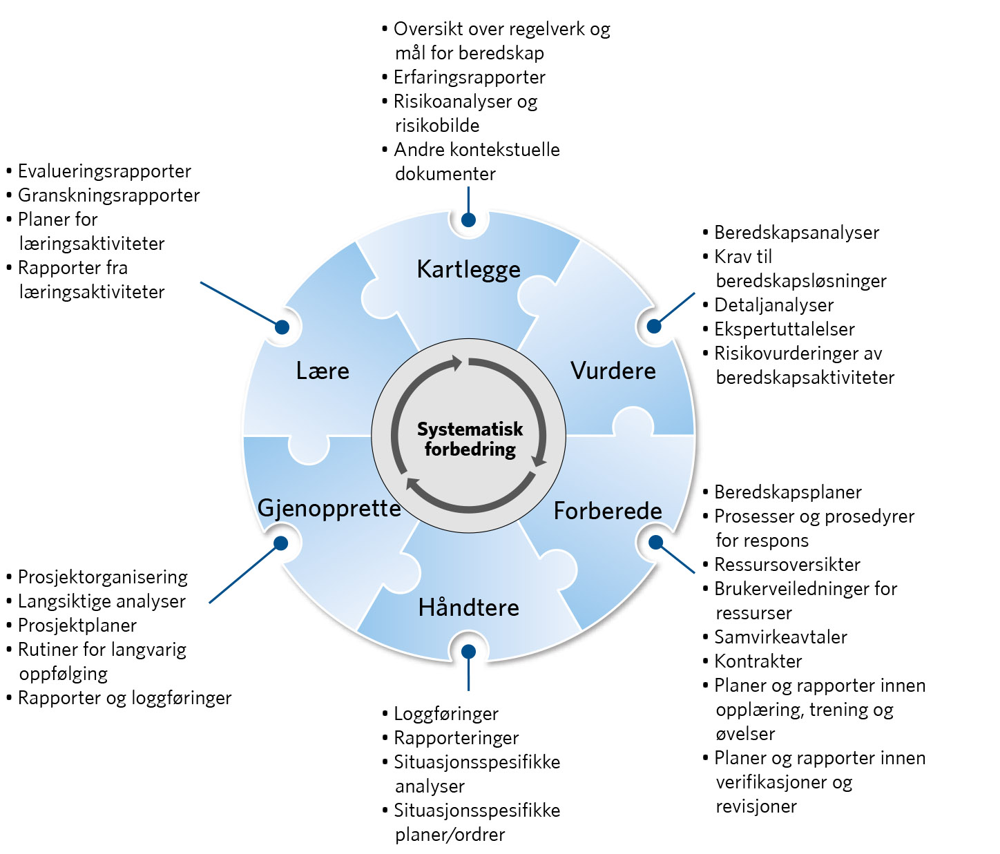 • Oversikt over regelverk og
mål for beredskap
• Erfaringsrapporter
• Risikoanalyser og
risikobilde
• Andre kontekstuelle
dokumenter
• Evalueringsrapporter
• Granskningsrapporter
• Planer for
læringsaktiviteter
• Rapporter fra
læringsaktiviteter
• Beredskapsanalyser
• Krav til
beredskapsløsninger
• Detaljanalyser
• Ekspertuttalelser
• Risikovurderinger av
beredskapsaktiviteter
Kartlegge
Lære
Vurdere
Systematisk
forbedring
Gjenopprette
Forberede
Håndtere
• Beredskapsplaner
• Prosesser og prosedyrer
for respons
• Ressursoversikter
• Brukerveiledninger for
ressurser
• Samvirkeavtaler
• Kontrakter
• Planer og rapporter innen
opplæring, trening og
øvelser
• Planer og rapporter innen
verifikasjoner og
revisjoner
• Prosjektorganisering
• Langsiktige analyser
• Prosjektplaner
• Rutiner for langvarig
oppfølging
• Rapporter og loggføringer
• Loggføringer
• Rapporteringer
• Situasjonsspesifikke
analyser
• Situasjonsspesifikke
planer/ordrer